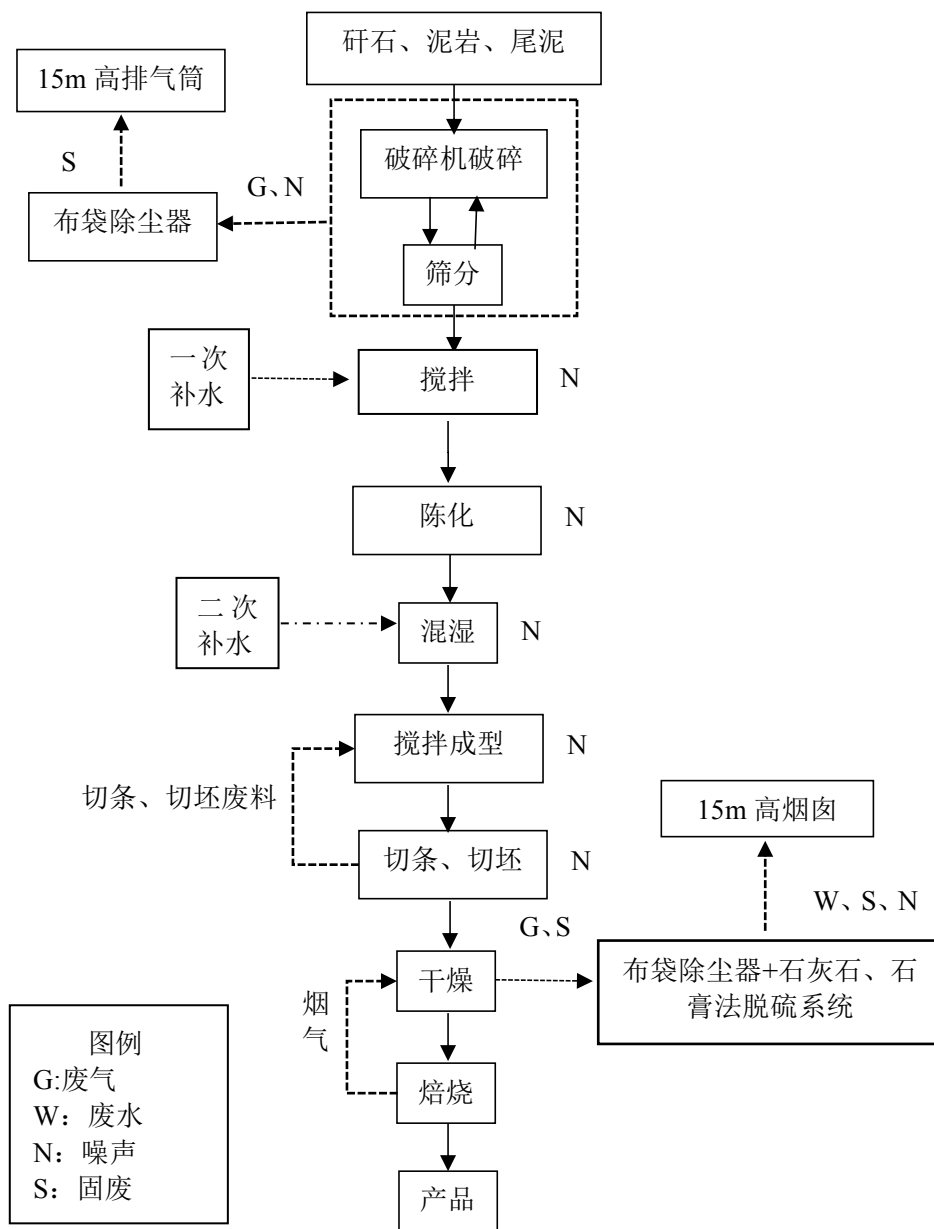 矸石、泥岩、尾泥
15m 高排气筒
破碎机破碎
S
G、N
布袋除尘器
筛分
一次
补水
搅拌
N
陈化
N
二次
补水
混湿
N
搅拌成型
N
切条、切坯废料
15m 高烟囱
切条、切坯
N
W、S、N
G、S
干燥
布袋除尘器+石灰石、石
膏法脱硫系统
烟
气
焙烧
产品
图例
G:废气
W：废水
N：噪声
S：固废